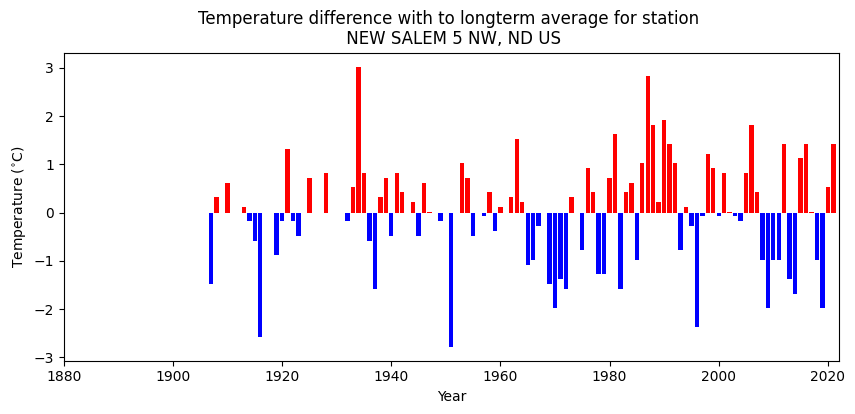 Temperature difference with to longterm average for station
NEW SALEM 5 NW, ND US
3
2
1
0
−1
−2
−3
Temperature (°C)
1880 1900 1920 1940 1960 1980 2000 2020
Year